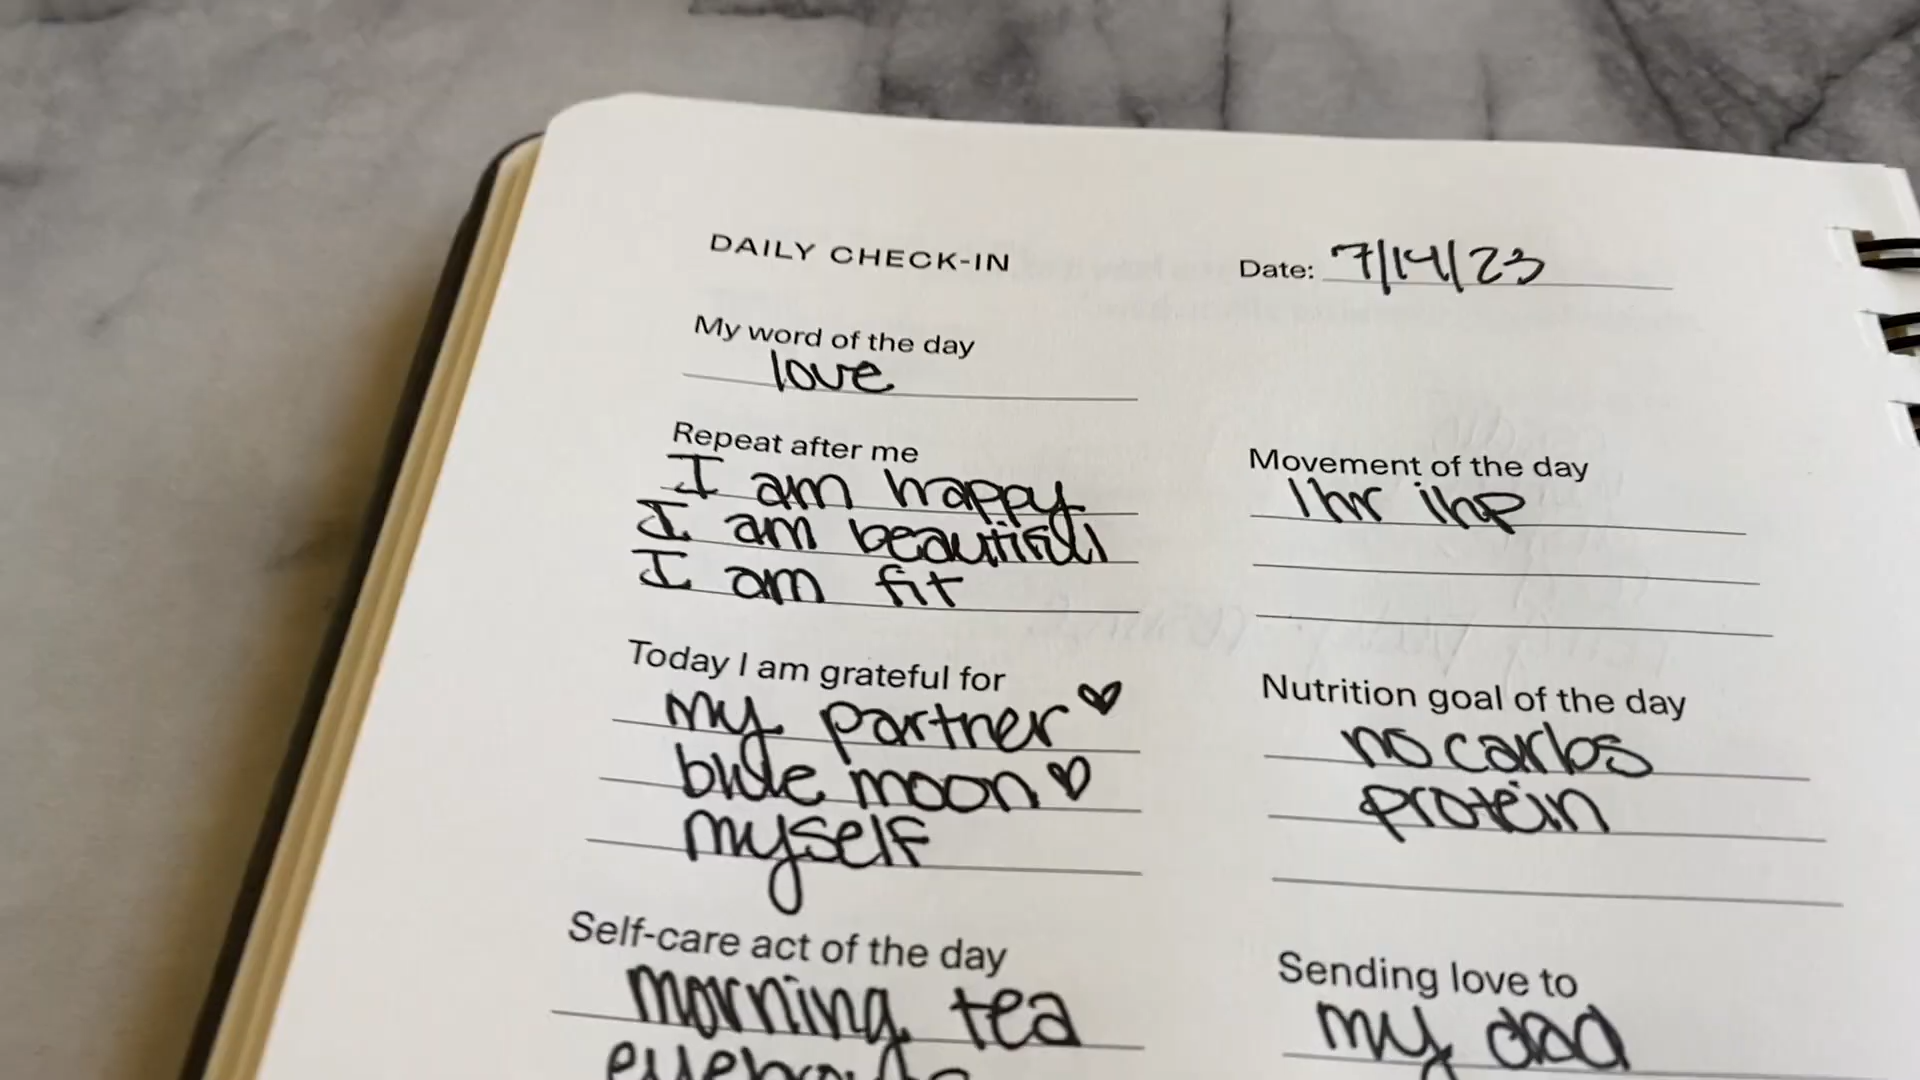 DAILY CHECK-IN
Date: 7/14/23
My word of the day
love
Repeat after me
I am happy
I am beautiful
I am fit
Movement of the day
1hr ihp
Today I am grateful for
my partner ♥
blue moon ♥
myself
Nutrition goal of the day
no carbs
protein
Self-care act of the day
morning tea
Sending love to
my dad